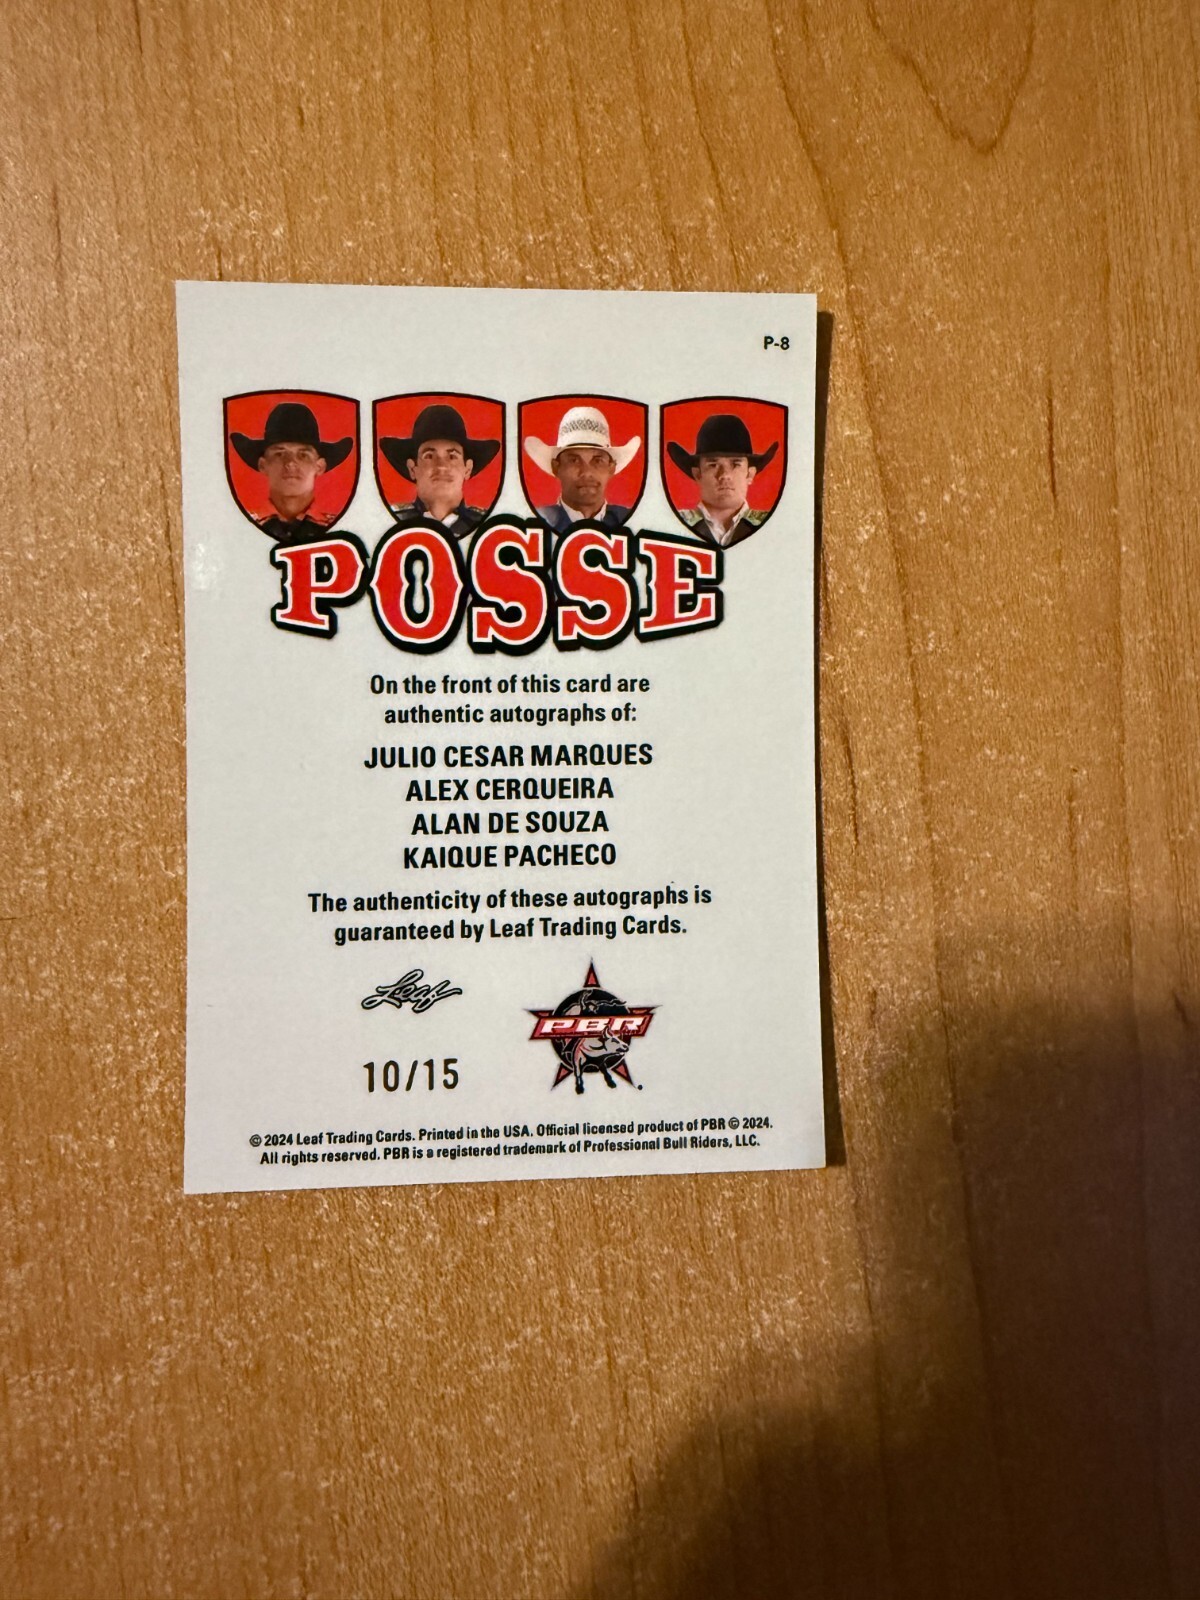 P-8
POSSE
On the front of this card are
authentic autographs of:
JULIO CESAR MARQUES
ALEX CERQUEIRA
ALAN DE SOUZA
KAIQUE PACHECO
The authenticity of these autographs is
guaranteed by Leaf Trading Cards.
Leaf
PBR
10/15
© 2024 Leaf Trading Cards. Printed in the USA. Official licensed product of PBR © 2024.
All rights reserved. PBR is a registered trademark of Professional Bull Riders, LLC.